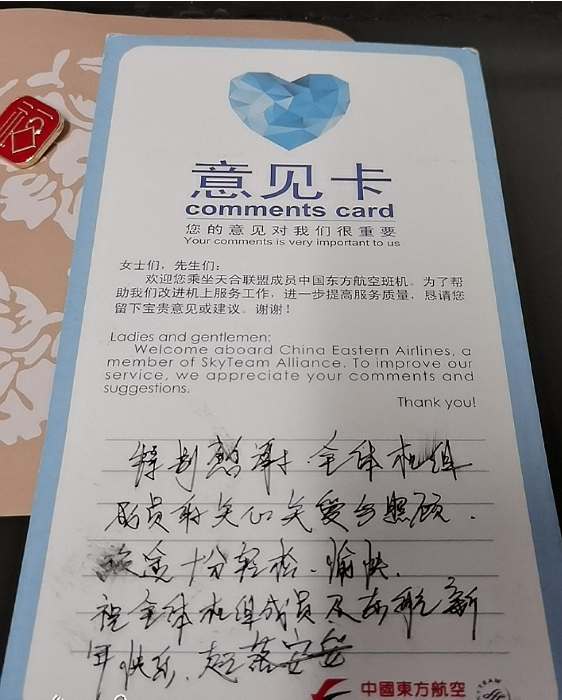 意见卡
comments card
您的意见对我们很重要
Your comments is very important to us
女士们，先生们：
欢迎您乘坐天合联盟成员中国东方航空班机。为了帮
助我们改进机上服务工作，进一步提高服务质量，恳请您
留下宝贵意见或建议。谢谢！
Ladies and gentlemen:
Welcome aboard China Eastern Airlines, a
member of SkyTeam Alliance. To improve our
service, we appreciate your comments and
suggestions.
Thank you!
特别感谢全体机组
成员的关心关爱与照顾.
旅途十分轻松、愉快.
祝全体机组成员及东航新
年快乐，起落安
中國東方航空